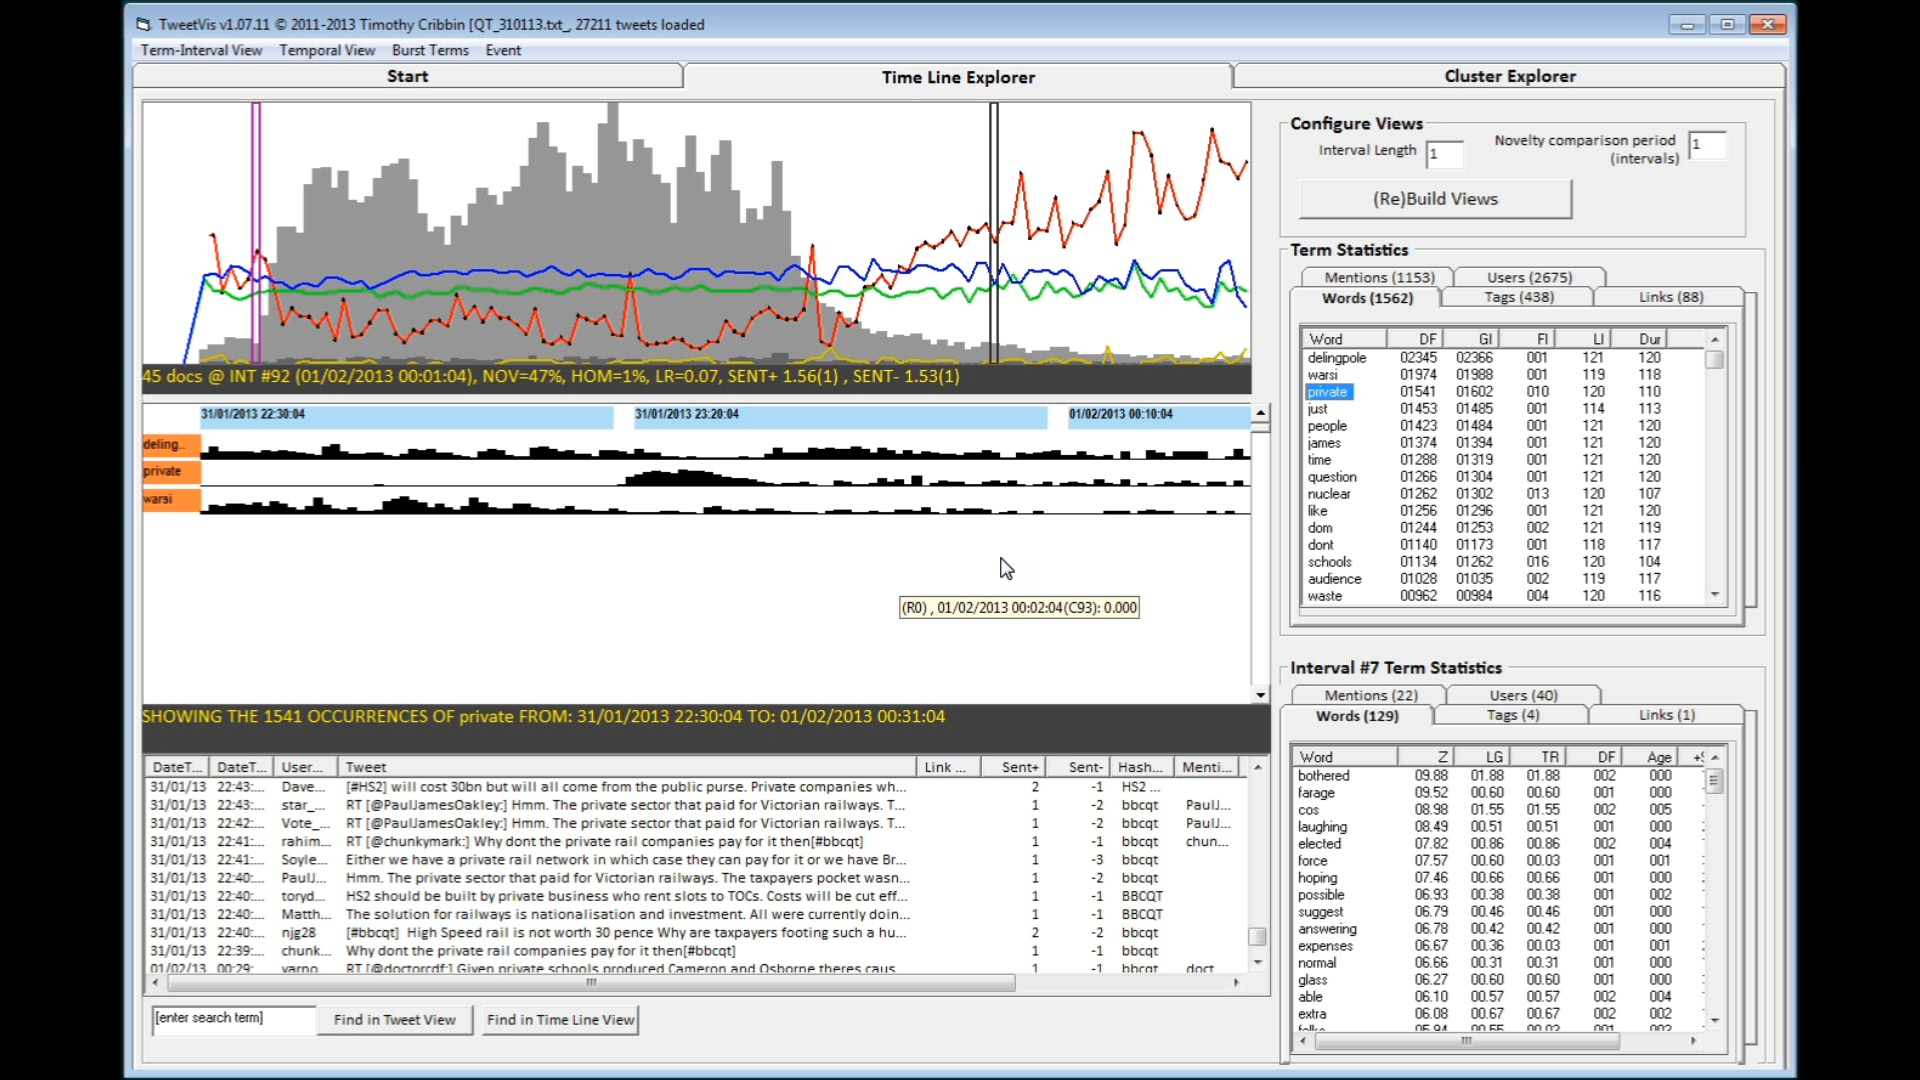 TweetVis v1.07.11 © 2011-2013 Timothy Cribbin [QT_310113.txt_, 27211 tweets loaded
Term-Interval View Temporal View Burst Terms Event
Start Time Line Explorer Cluster Explorer
45 docs @ INT #92 (01/02/2013 00:01:04), NOV=47%, HOM=1%, LR=0.07, SENT+ 1.56(1) , SENT- 1.53(1)
31/01/2013 22:30:04 31/01/2013 23:20:04 01/02/2013 00:10:04
deling..
private
warsi
(R0) , 01/02/2013 00:02:04(C93): 0.000
SHOWING THE 1541 OCCURRENCES OF private FROM: 31/01/2013 22:30:04 TO: 01/02/2013 00:31:04
DateT... DateT... User... Tweet Link ... Sent+ Sent- Hash... Menti...
31/01/13 22:43:... Dave... [#HS2] will cost 30bn but will all come from the public purse. Private companies wh... 2 -1 HS2 ...
31/01/13 22:43:... star_... RT [@PaulJamesOakley:] Hmm. The private sector that paid for Victorian railways. T... 1 -2 bbcqt PaulJ...
31/01/13 22:42:... Vote_... RT [@PaulJamesOakley:] Hmm. The private sector that paid for Victorian railways. T... 1 -2 bbcqt PaulJ...
31/01/13 22:41:... rahim... RT [@chunkymark:] Why dont the private rail companies pay for it then[#bbcqt] 1 -1 bbcqt chun...
31/01/13 22:41:... Soyle... Either we have a private rail network in which case they can pay for it or we have Br... 1 -3 bbcqt
31/01/13 22:40:... PaulJ... Hmm. The private sector that paid for Victorian railways. The taxpayers pocket wasn... 1 -2 bbcqt
31/01/13 22:40:... toryd... HS2 should be built by private business who rent slots to TOCs. Costs will be cut eff... 1 -1 BBCQT
31/01/13 22:40:... Matth... The solution for railways is nationalisation and investment. All were currently doin... 1 -1 BBCQT
31/01/13 22:40:... njg28 [#bbcqt] High Speed rail is not worth 30 pence Why are taxpayers footing such a hu... 2 -2 bbcqt
31/01/13 22:39:... chunk... Why dont the private rail companies pay for it then[#bbcqt] 1 -1 bbcqt
01/02/13 00:29: varno RT [@doctorcdf:] Given private schools produced Cameron and Osborne theres caus 1 -1 bbcqt doct
[enter search term] Find in Tweet View Find in Time Line View
Configure Views
Interval Length 1 Novelty comparison period (intervals) 1
(Re)Build Views
Term Statistics
Mentions (1153) Users (2675)
Words (1562) Tags (438) Links (88)
Word DF GI FI LI Dur
delingpole 02345 02366 001 121 120
warsi 01974 01988 001 119 118
private 01541 01602 010 120 110
just 01453 01485 001 114 113
people 01423 01484 001 121 120
james 01374 01394 001 121 120
time 01288 01319 001 121 120
question 01266 01304 001 121 120
nuclear 01262 01302 013 120 107
like 01256 01296 001 121 120
dom 01244 01253 002 121 119
dont 01140 01173 001 118 117
schools 01134 01262 016 120 104
audience 01028 01035 002 119 117
waste 00962 00984 004 120 116
Interval #7 Term Statistics
Mentions (22) Users (40)
Words (129) Tags (4) Links (1)
Word Z LG TR DF Age
bothered 09.88 01.88 01.88 002 000
farage 09.52 00.60 00.60 001 000
cos 08.98 01.55 01.55 002 005
laughing 08.49 00.51 00.51 001 000
elected 07.82 00.86 00.86 002 004
force 07.57 00.60 00.03 001 001
hoping 07.46 00.66 00.66 001 000
possible 06.93 00.38 00.38 001 002
suggest 06.79 00.46 00.46 001 000
answering 06.78 00.42 00.42 001 000
expenses 06.67 00.36 00.03 001 001
normal 06.66 00.31 00.31 001 000
glass 06.27 00.60 00.60 001 000
able 06.10 00.57 00.57 002 004
extra 06.08 00.67 00.67 002 002